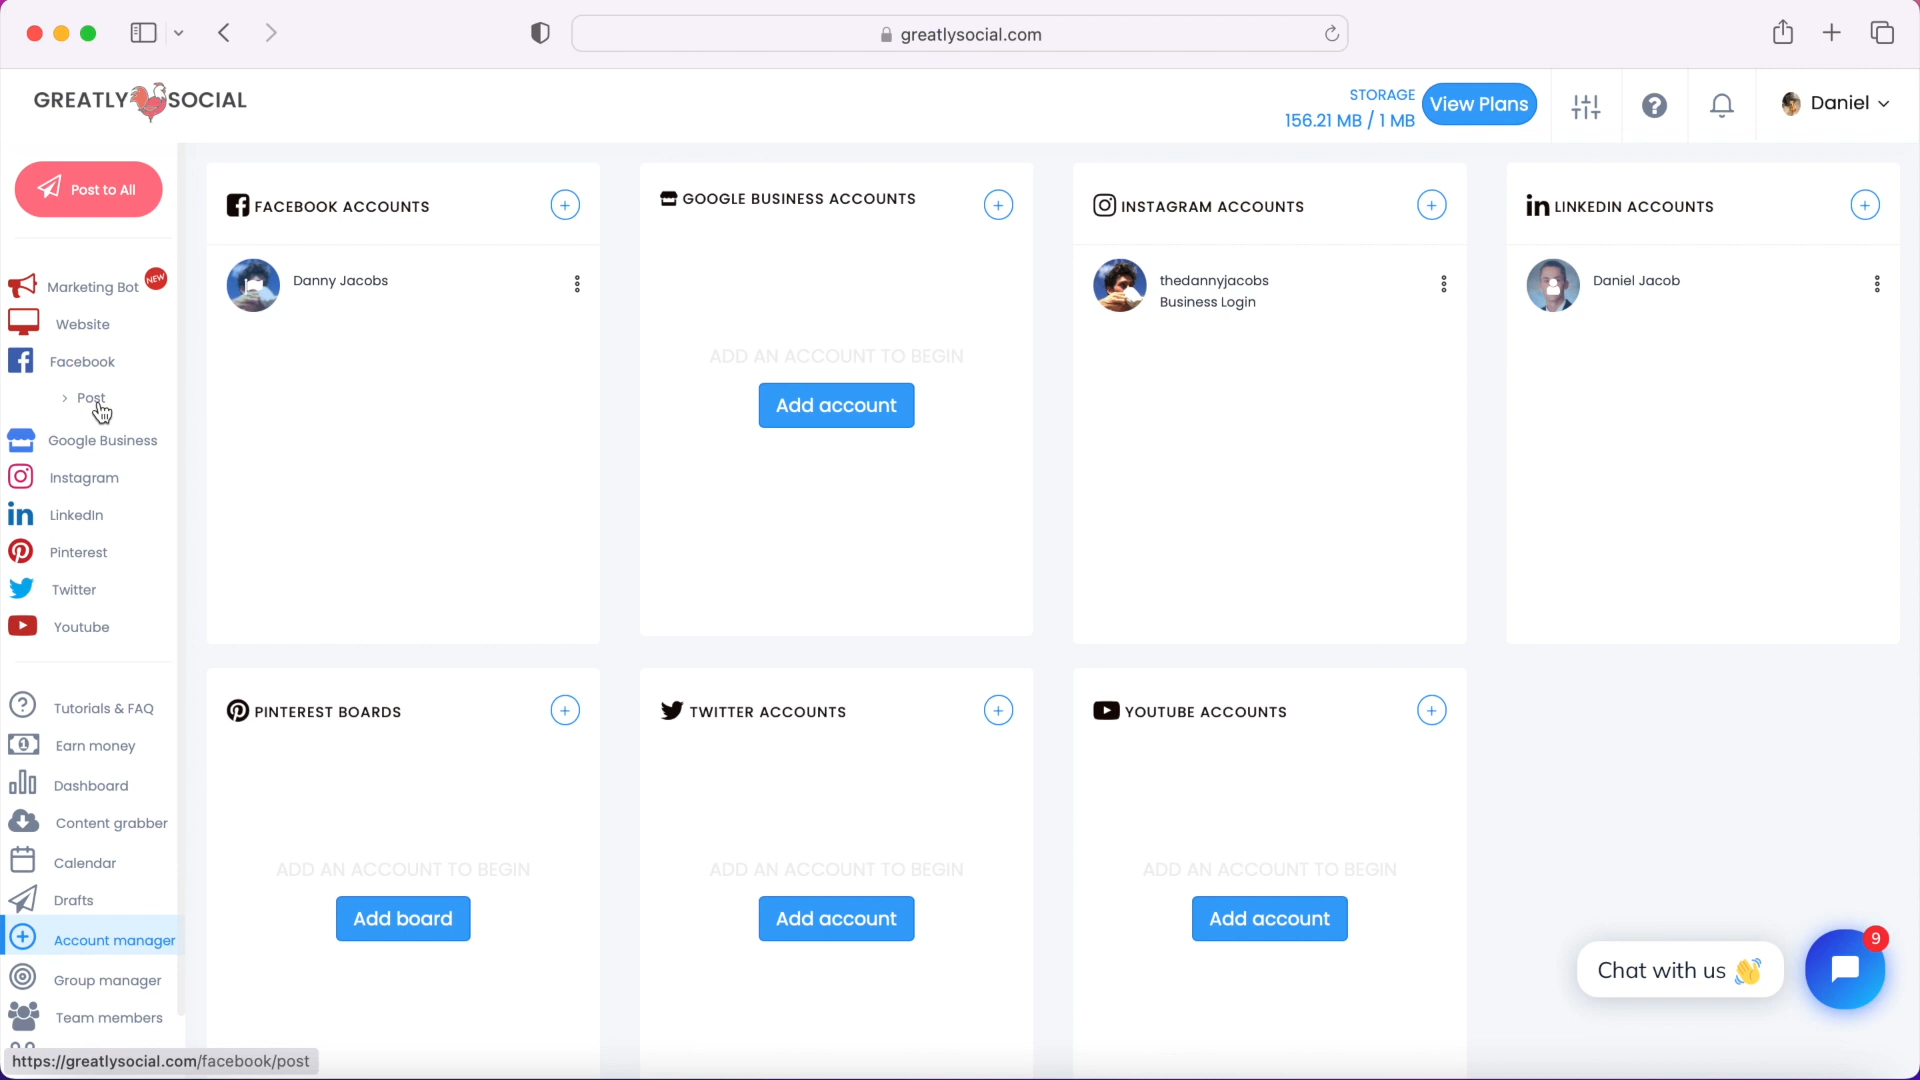 greatlysocial.com
GREATLY SOCIAL
STORAGE
156.21 MB / 1 MB
View Plans
Daniel
Post to All
Marketing Bot
NEW
Website
Facebook
Post
Google Business
Instagram
LinkedIn
Pinterest
Twitter
Youtube
Tutorials & FAQ
Earn money
Dashboard
Content grabber
Calendar
Drafts
Account manager
Group manager
Team members
https://greatlysocial.com/facebook/post
FACEBOOK ACCOUNTS
Danny Jacobs
GOOGLE BUSINESS ACCOUNTS
ADD AN ACCOUNT TO BEGIN
Add account
INSTAGRAM ACCOUNTS
thedannyjacobs
Business Login
LINKEDIN ACCOUNTS
Daniel Jacob
PINTEREST BOARDS
ADD AN ACCOUNT TO BEGIN
Add board
TWITTER ACCOUNTS
ADD AN ACCOUNT TO BEGIN
Add account
YOUTUBE ACCOUNTS
ADD AN ACCOUNT TO BEGIN
Add account
Chat with us 👋
9